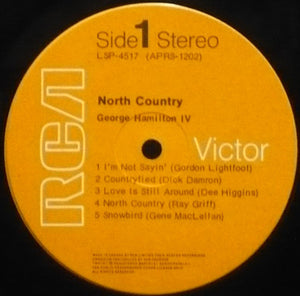 Side 1 Stereo
LSP-4517 (APRS-1202)
RCA
North Country
George Hamilton IV
Victor
1 I'm Not Sayin' (Gordon Lightfoot)
2 Countryfied (Dick Damron)
3 Love Is Still Around (Dee Higgins)
4 North Country (Ray Griff)
5 Snowbird (Gene MacLellan)